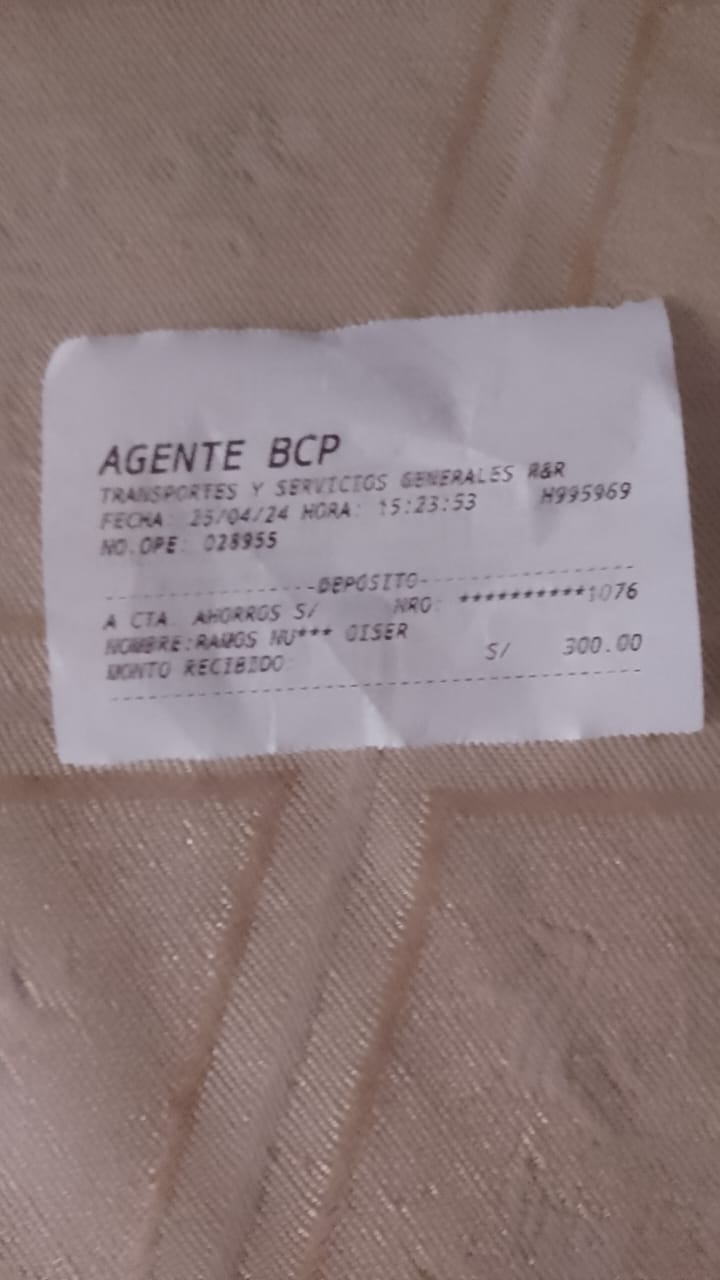 AGENTE BCP
TRANSPORTES Y SERVICIOS GENERALES R&R
FECHA: 25/04/24 HORA: 15:23:53 H995969
NO.OPE: 028955
DEPOSITO
A CTA. AHORROS S/ NRO: **********1076
NOMBRE:RAMOS NU*** OISER
MONTO RECIBIDO: S/ 300.00